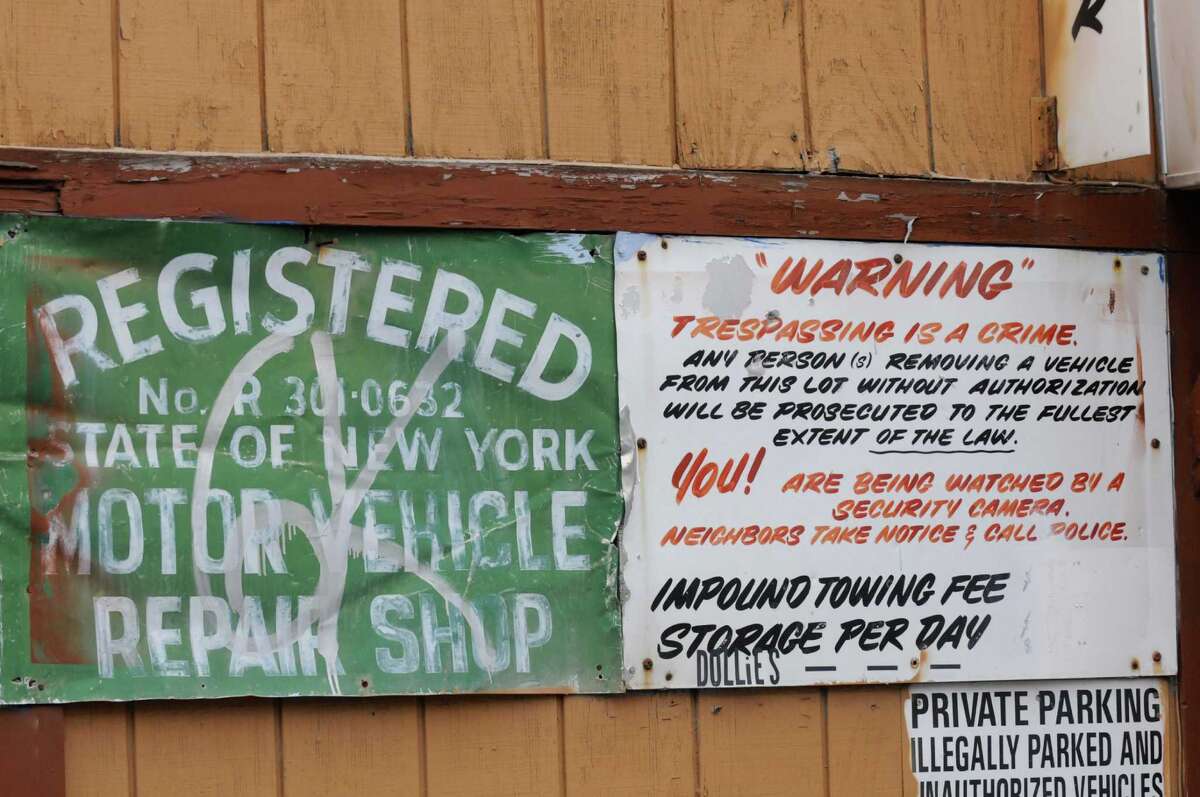 REGISTERED
No. R 301·0632
STATE OF NEW YORK
MOTOR VEHICLE
REPAIR SHOP
"WARNING"
TRESPASSING IS A CRIME.
ANY PERSON (S) REMOVING A VEHICLE
FROM THIS LOT WITHOUT AUTHORIZATION
WILL BE PROSECUTED TO THE FULLEST
EXTENT OF THE LAW.
YOU! ARE BEING WATCHED BY A
SECURITY CAMERA.
NEIGHBORS TAKE NOTICE & CALL POLICE.
IMPOUND TOWING FEE
STORAGE PER DAY
DOLLiE'S
PRIVATE PARKING
ILLEGALLY PARKED AND
INAUTHORIZED VEHICLES